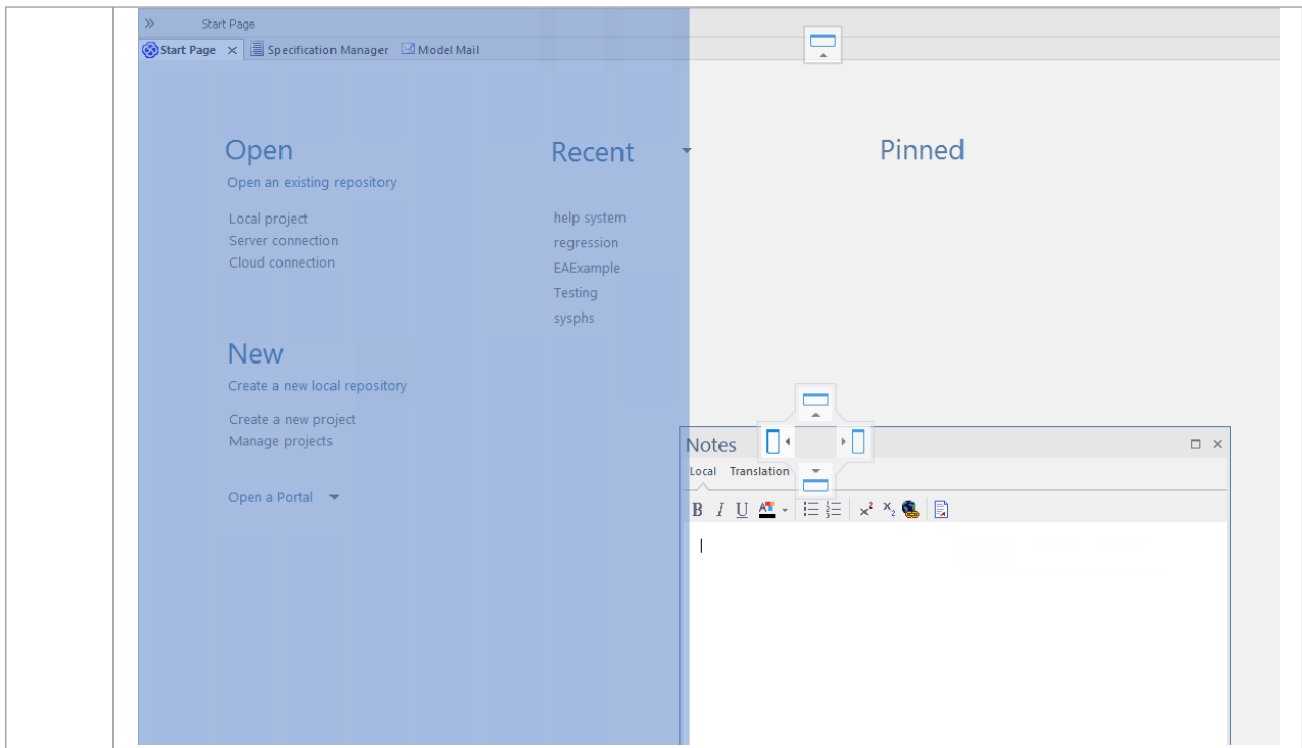 Start Page
Start Page Specification Manager Model Mail
Open
Open an existing repository
Local project
Server connection
Cloud connection
New
Create a new local repository
Create a new project
Manage projects
Open a Portal
Recent
help system
regression
EAExample
Testing
sysphs
Pinned
Notes
Local Translation
B I U A x² x₂